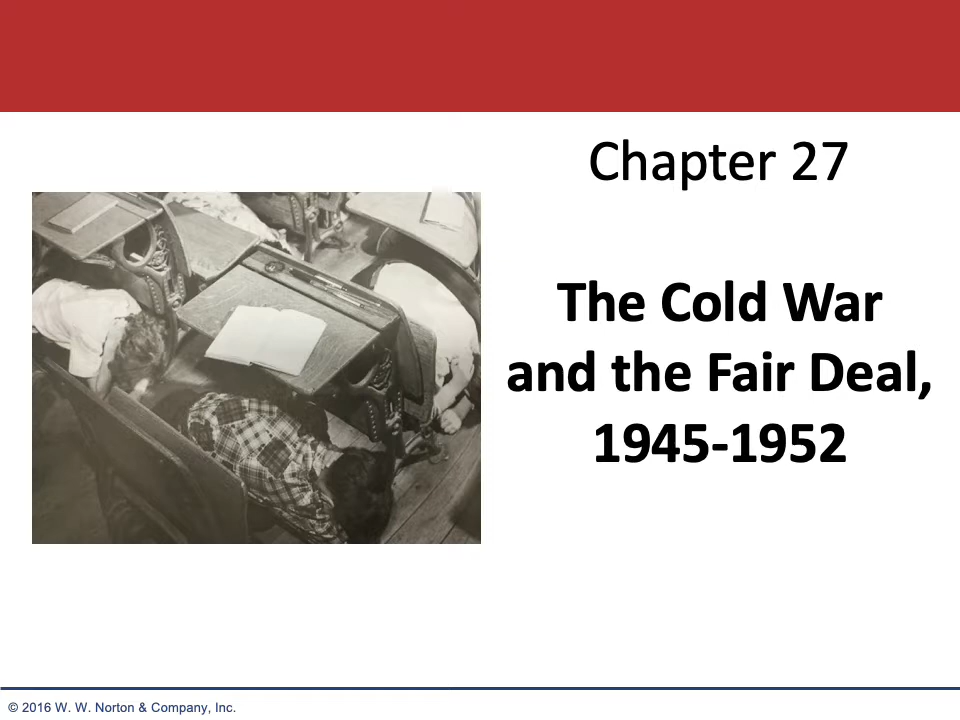 Chapter 27
The Cold War
and the Fair Deal,
1945-1952
© 2016 W. W. Norton & Company, Inc.